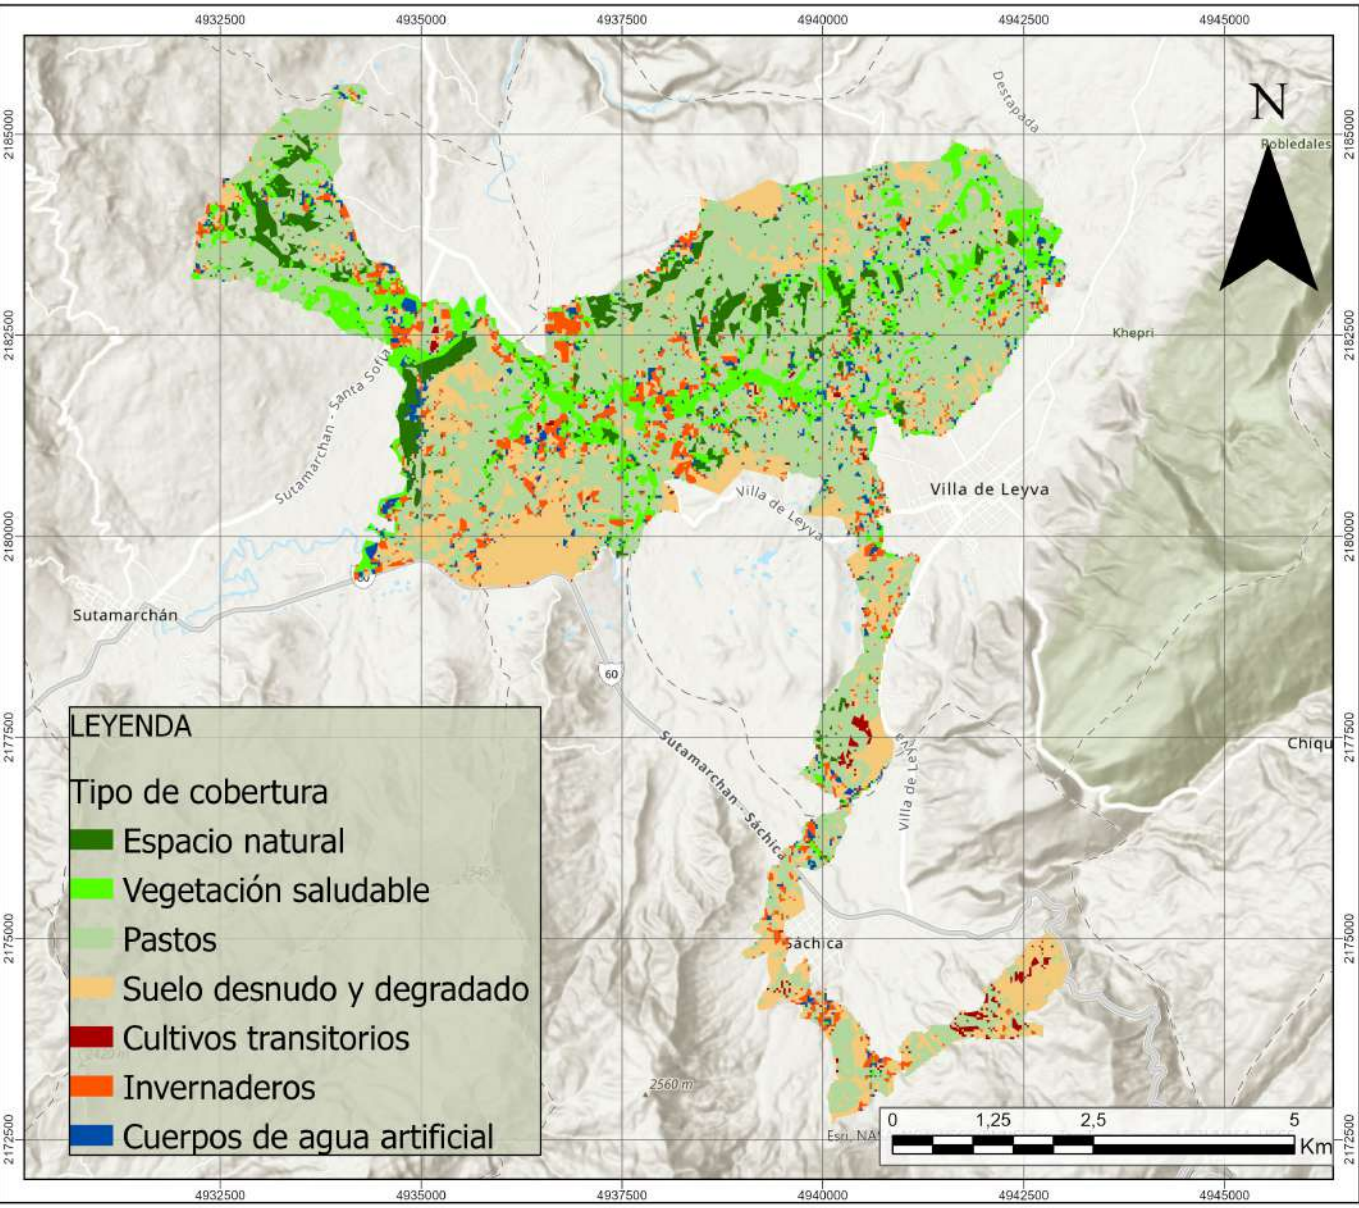 4932500 4935000 4937500 4940000 4942500 4945000
2185000
2182500
2180000
2177500
2175000
2172500
2185000
2182500
2180000
2177500
2175000
2172500
Destapada
N
Robledales
Khepri
Sutamarchan - Santa Sofía
Villa de Leyva
Villa de Leyva
60
Sutamarchán
60
Sutamarchan - Sáchica
Villa de Leyva
Chiqu
Sáchica
2560 m
LEYENDA
Tipo de cobertura
Espacio natural
Vegetación saludable
Pastos
Suelo desnudo y degradado
Cultivos transitorios
Invernaderos
Cuerpos de agua artificial
0 1,25 2,5 5
Km
Esri, NA
4932500 4935000 4937500 4940000 4942500 4945000